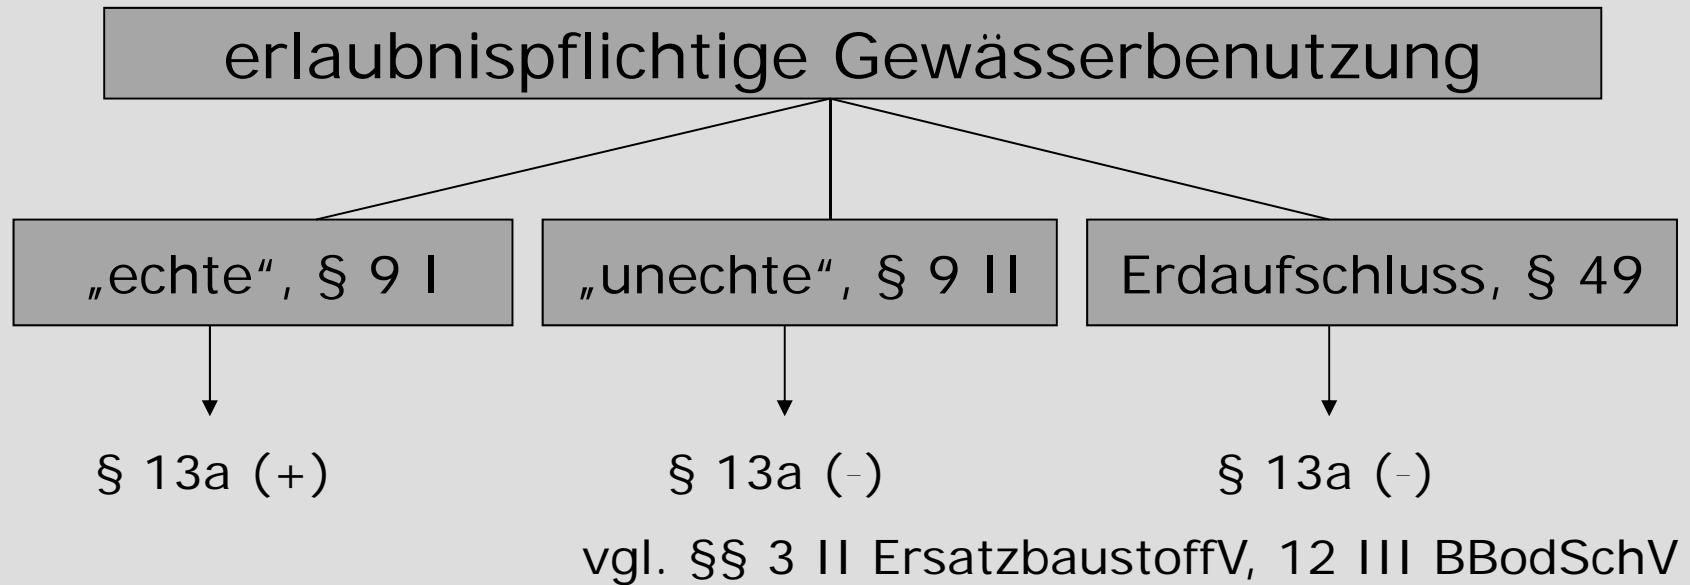 erlaubnispflichtige Gewässerbenutzung
„echte“, § 9 I
„unechte“, § 9 II
Erdaufschluss, § 49
§ 13a (+)
§ 13a (-)
§ 13a (-)
vgl. §§ 3 II ErsatzbaustoffV, 12 III BBodSchV